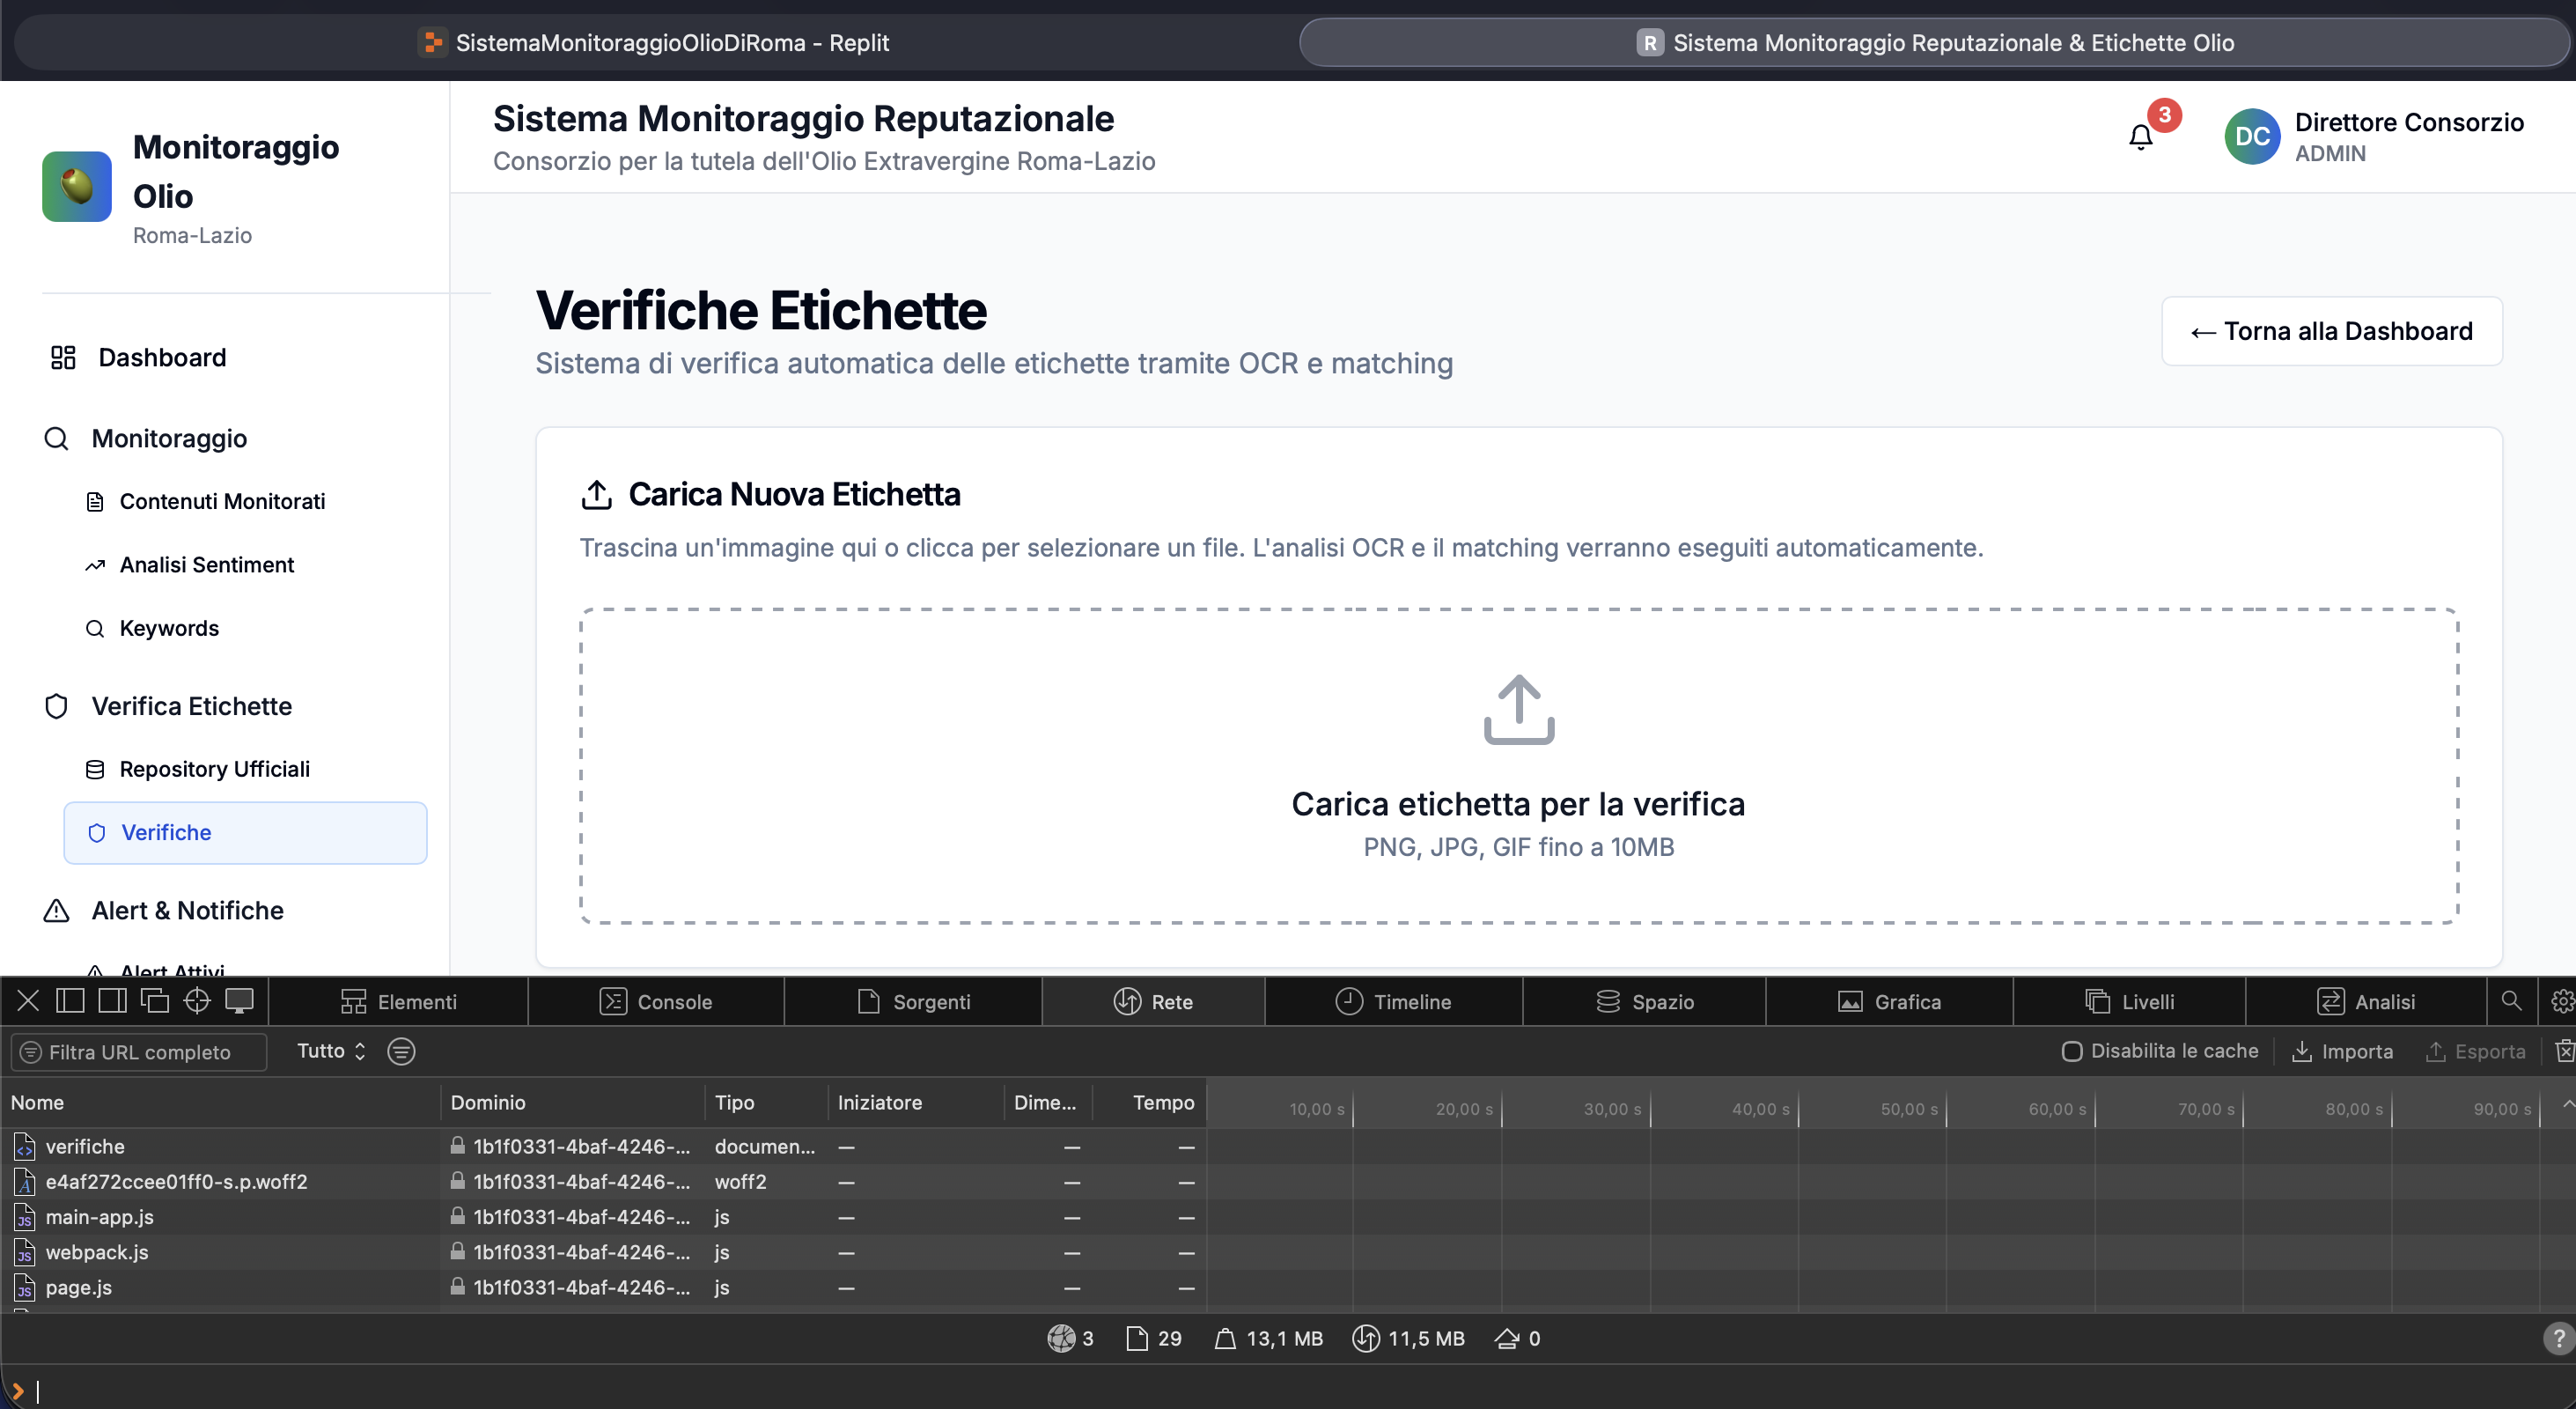 SistemaMonitoraggioOlioDiRoma - Replit
R Sistema Monitoraggio Reputazionale & Etichette Olio
Monitoraggio
Olio
Roma-Lazio
Sistema Monitoraggio Reputazionale
Consorzio per la tutela dell'Olio Extravergine Roma-Lazio
3
DC
Direttore Consorzio
ADMIN
Dashboard
Monitoraggio
Contenuti Monitorati
Analisi Sentiment
Keywords
Verifica Etichette
Repository Ufficiali
Verifiche
Alert & Notifiche
Alert Attivi
Verifiche Etichette
Sistema di verifica automatica delle etichette tramite OCR e matching
← Torna alla Dashboard
Carica Nuova Etichetta
Trascina un'immagine qui o clicca per selezionare un file. L'analisi OCR e il matching verranno eseguiti automaticamente.
Carica etichetta per la verifica
PNG, JPG, GIF fino a 10MB
Elementi Console Sorgenti Rete Timeline Spazio Grafica Livelli Analisi
Filtra URL completo Tutto Disabilita le cache Importa Esporta
Nome Dominio Tipo Iniziatore Dime... Tempo 10,00 s 20,00 s 30,00 s 40,00 s 50,00 s 60,00 s 70,00 s 80,00 s 90,00 s
verifiche 1b1f0331-4baf-4246-... documen... — — —
e4af272ccee01ff0-s.p.woff2 1b1f0331-4baf-4246-... woff2 — — —
main-app.js 1b1f0331-4baf-4246-... js — — —
webpack.js 1b1f0331-4baf-4246-... js — — —
page.js 1b1f0331-4baf-4246-... js — — —
3 29 13,1 MB 11,5 MB 0 ?